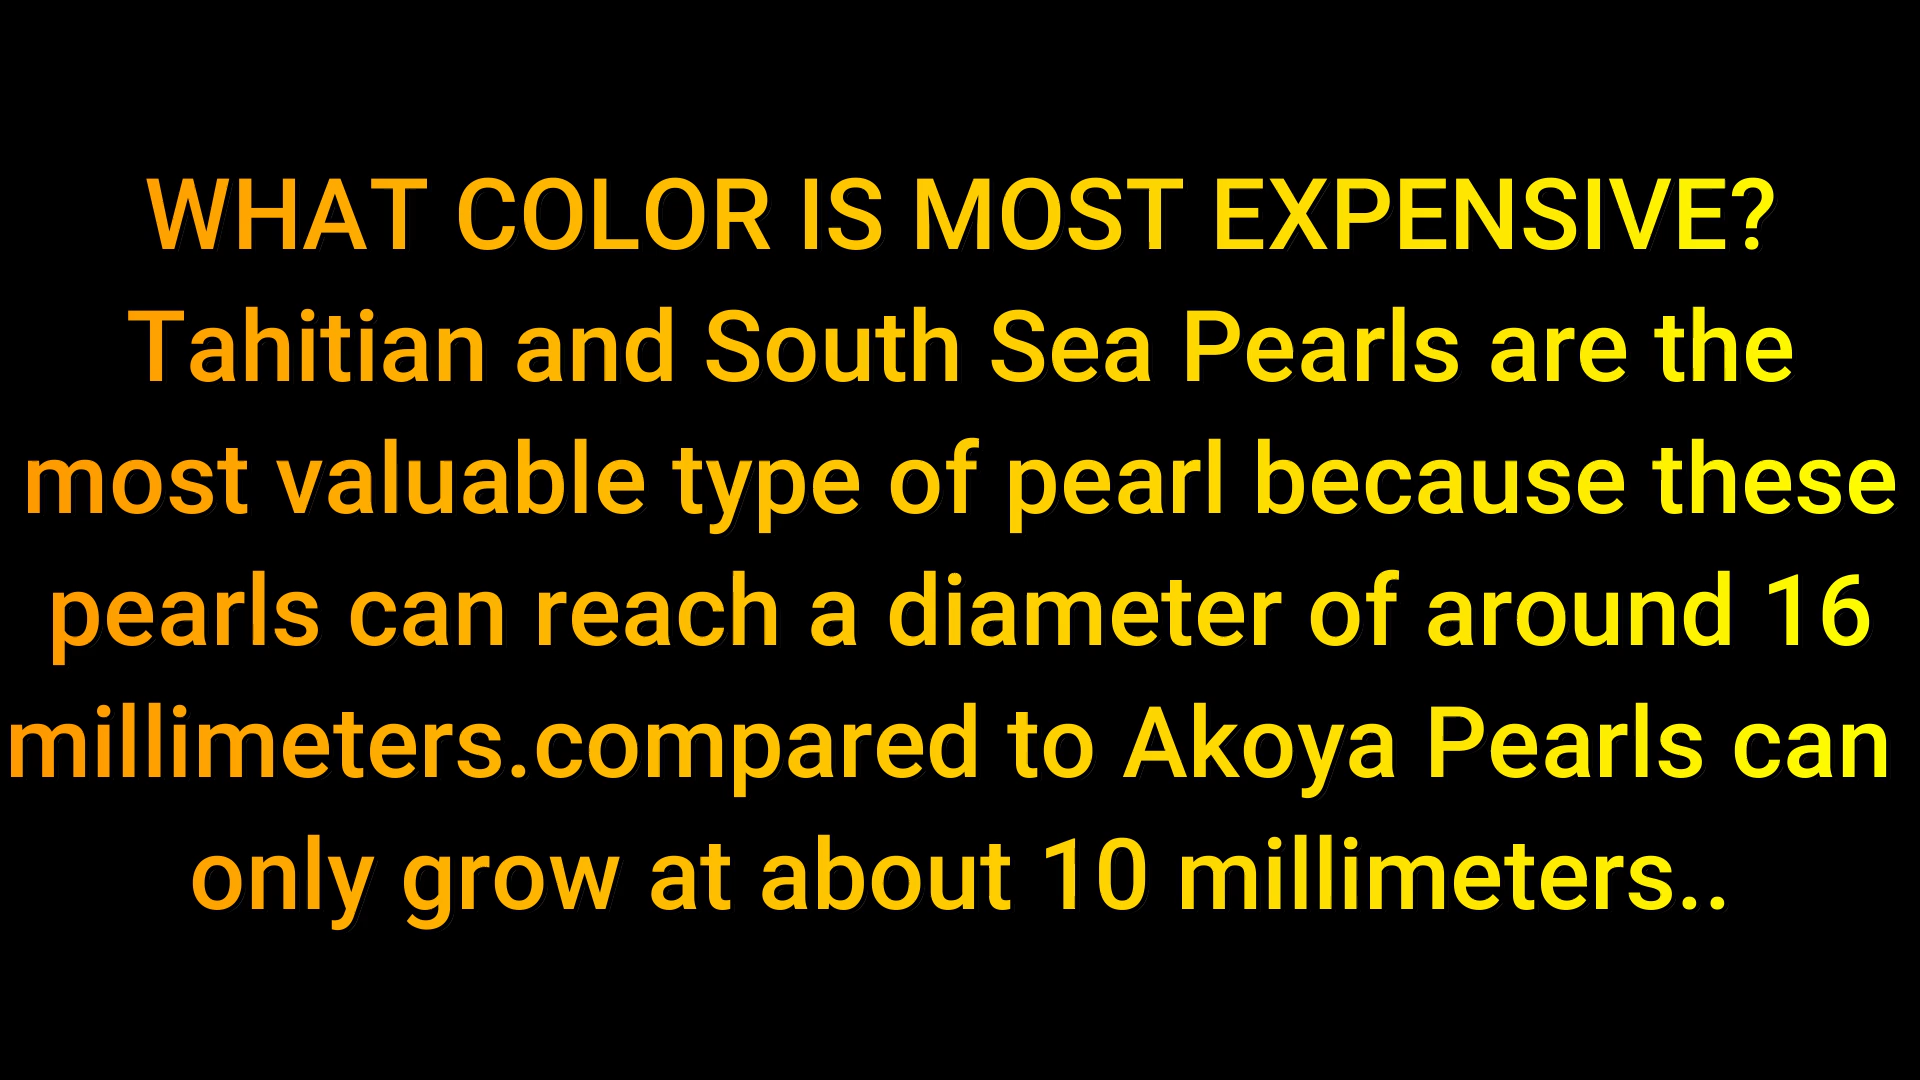 WHAT COLOR IS MOST EXPENSIVE?
Tahitian and South Sea Pearls are the
most valuable type of pearl because these
pearls can reach a diameter of around 16
millimeters.compared to Akoya Pearls can
only grow at about 10 millimeters..